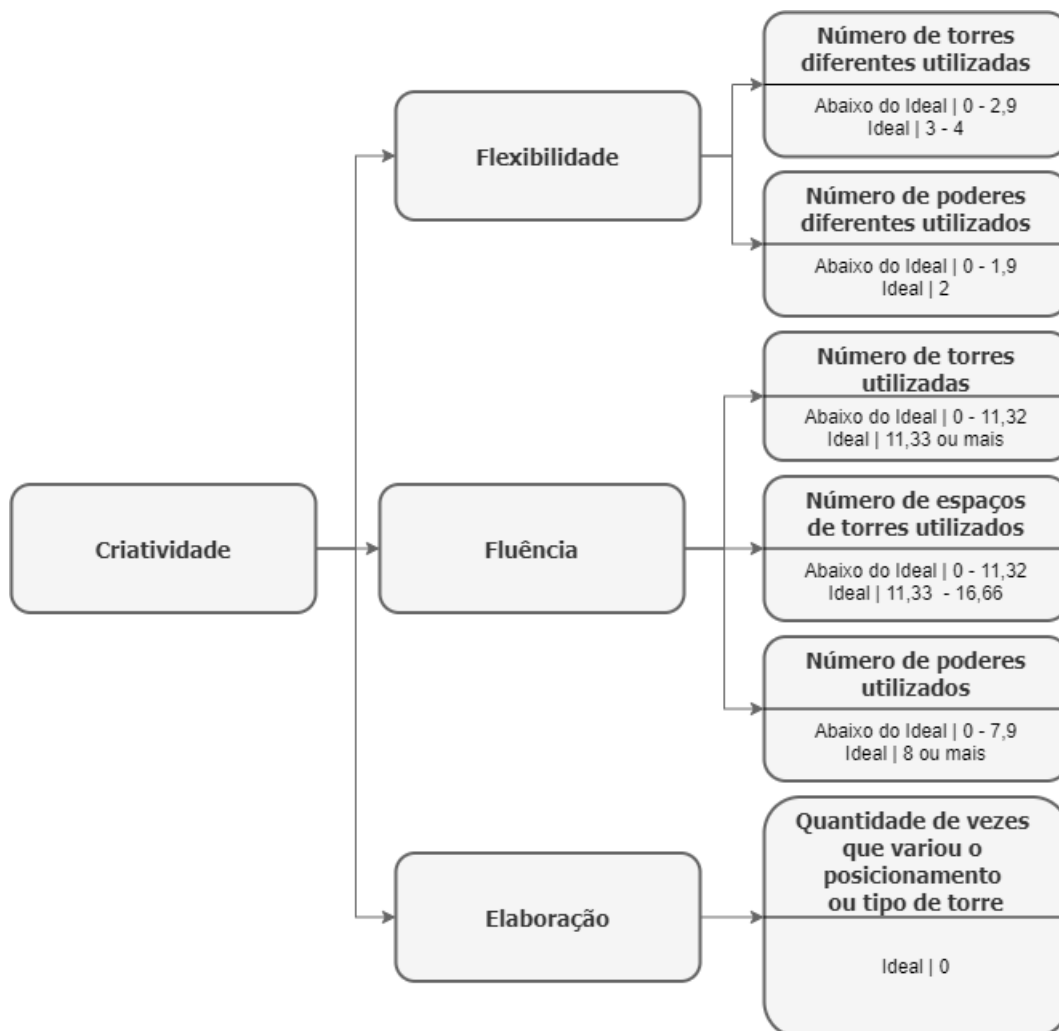 Número de torres
diferentes utilizadas
Abaixo do Ideal | 0 - 2,9
Ideal | 3 - 4
Flexibilidade
Número de poderes
diferentes utilizados
Abaixo do Ideal | 0 - 1,9
Ideal | 2
Número de torres
utilizadas
Abaixo do Ideal | 0 - 11,32
Ideal | 11,33 ou mais
Criatividade
Fluência
Número de espaços
de torres utilizados
Abaixo do Ideal | 0 - 11,32
Ideal | 11,33 - 16,66
Número de poderes
utilizados
Abaixo do Ideal | 0 - 7,9
Ideal | 8 ou mais
Elaboração
Quantidade de vezes
que variou o
posicionamento
ou tipo de torre
Ideal | 0